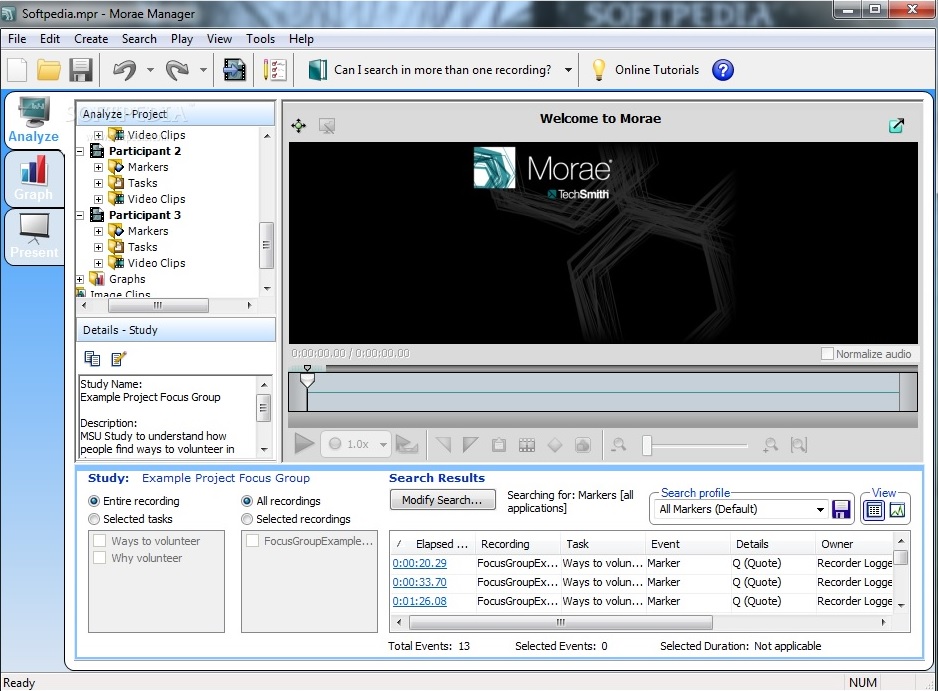 Softpedia.mpr - Morae Manager
SOFTPEDIA
File Edit Create Search Play View Tools Help
Can I search in more than one recording? Online Tutorials ?
Analyze
Graph
Present
Analyze - Project
Video Clips
Participant 2
Markers
Tasks
Video Clips
Participant 3
Markers
Tasks
Video Clips
Graphs
Image Clips
Details - Study
Study Name:
Example Project Focus Group
Description:
MSU Study to understand how
people find ways to volunteer in
Welcome to Morae
Morae
TechSmith
0:00:00.00 / 0:00:00.00 Normalize audio
1.0x
Study: Example Project Focus Group
Entire recording
Selected tasks
Ways to volunteer
Why volunteer
All recordings
Selected recordings
FocusGroupExample...
Search Results
Modify Search...
Searching for: Markers [all
applications]
Search profile
All Markers (Default)
View
Elapsed ... Recording Task Event Details Owner
0:00:20.29 FocusGroupEx... Ways to volun... Marker Q (Quote) Recorder Logge
0:00:33.70 FocusGroupEx... Ways to volun... Marker Q (Quote) Recorder Logge
0:01:26.08 FocusGroupEx... Ways to volun... Marker Q (Quote) Recorder Logge
Total Events: 13 Selected Events: 0 Selected Duration: Not applicable
Ready NUM